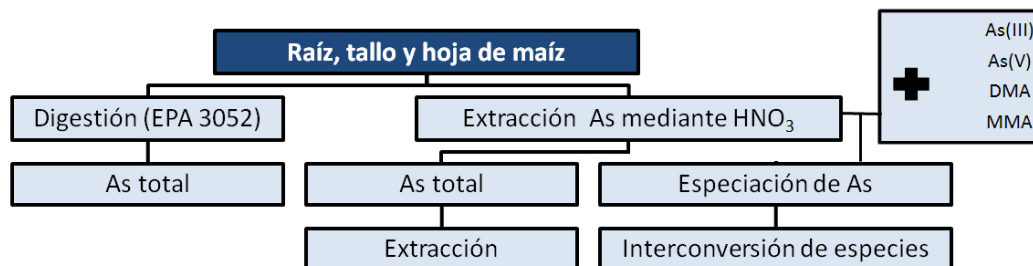 Raíz, tallo y hoja de maíz
As(III)
As(V)
DMA
MMA
Digestión (EPA 3052)
Extracción As mediante HNO₃
As total
As total
Especiación de As
Extracción
Interconversión de especies